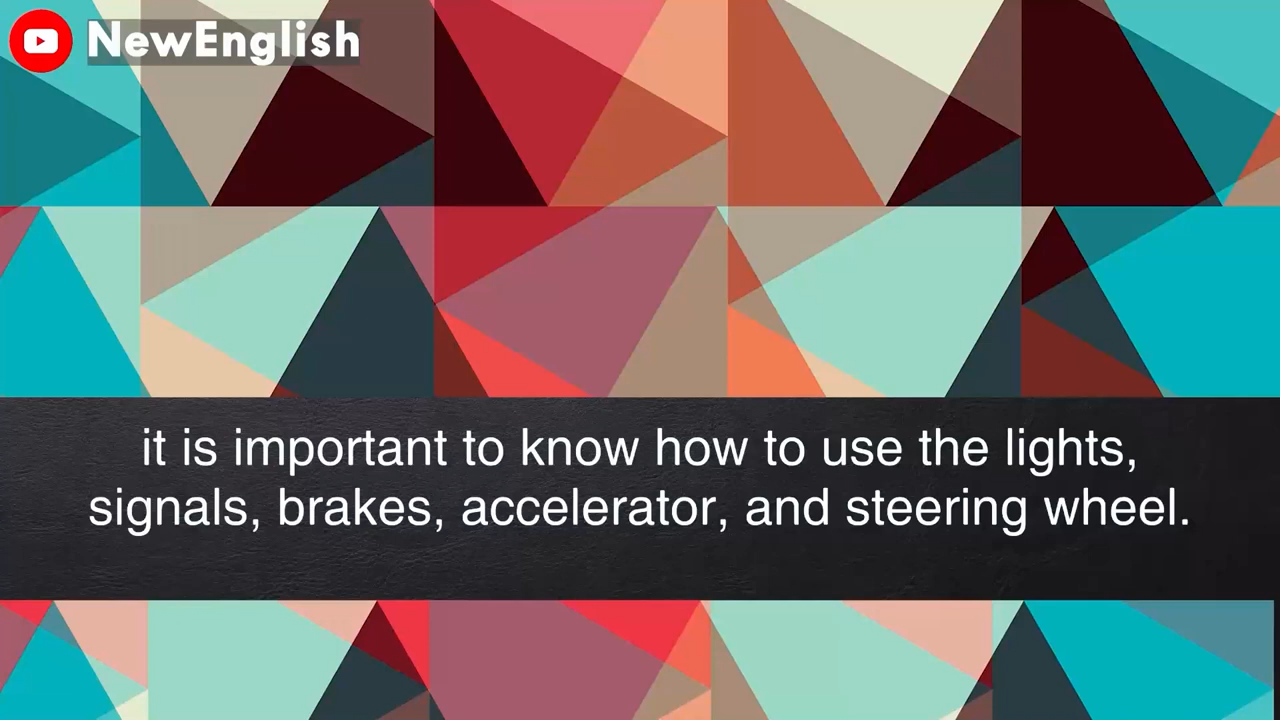 NewEnglish
it is important to know how to use the lights,
signals, brakes, accelerator, and steering wheel.